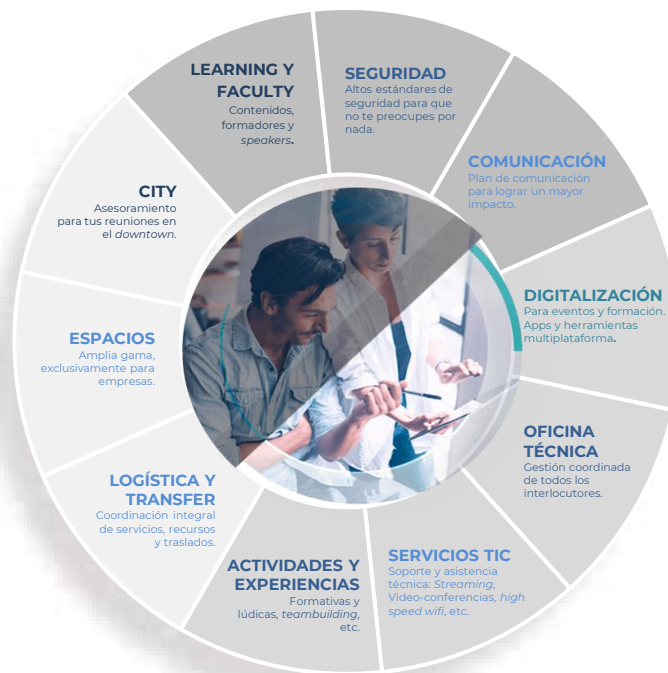 LEARNING Y
FACULTY
Contenidos,
formadores y
speakers.
SEGURIDAD
Altos estándares de
seguridad para que
no te preocupes por
nada.
COMUNICACIÓN
Plan de comunicación
para lograr un mayor
impacto.
DIGITALIZACIÓN
Para eventos y formación.
Apps y herramientas
multiplataforma.
OFICINA
TÉCNICA
Gestión coordinada
de todos los
interlocutores.
SERVICIOS TIC
Soporte y asistencia
técnica: Streaming,
Video-conferencias, high
speed wifi, etc.
ACTIVIDADES Y
EXPERIENCIAS
Formativas y
lúdicas, teambuilding,
etc.
LOGÍSTICA Y
TRANSFER
Coordinación integral
de servicios, recursos
y traslados.
ESPACIOS
Amplia gama,
exclusivamente para
empresas.
CITY
Asesoramiento
para tus reuniones en
el downtown.